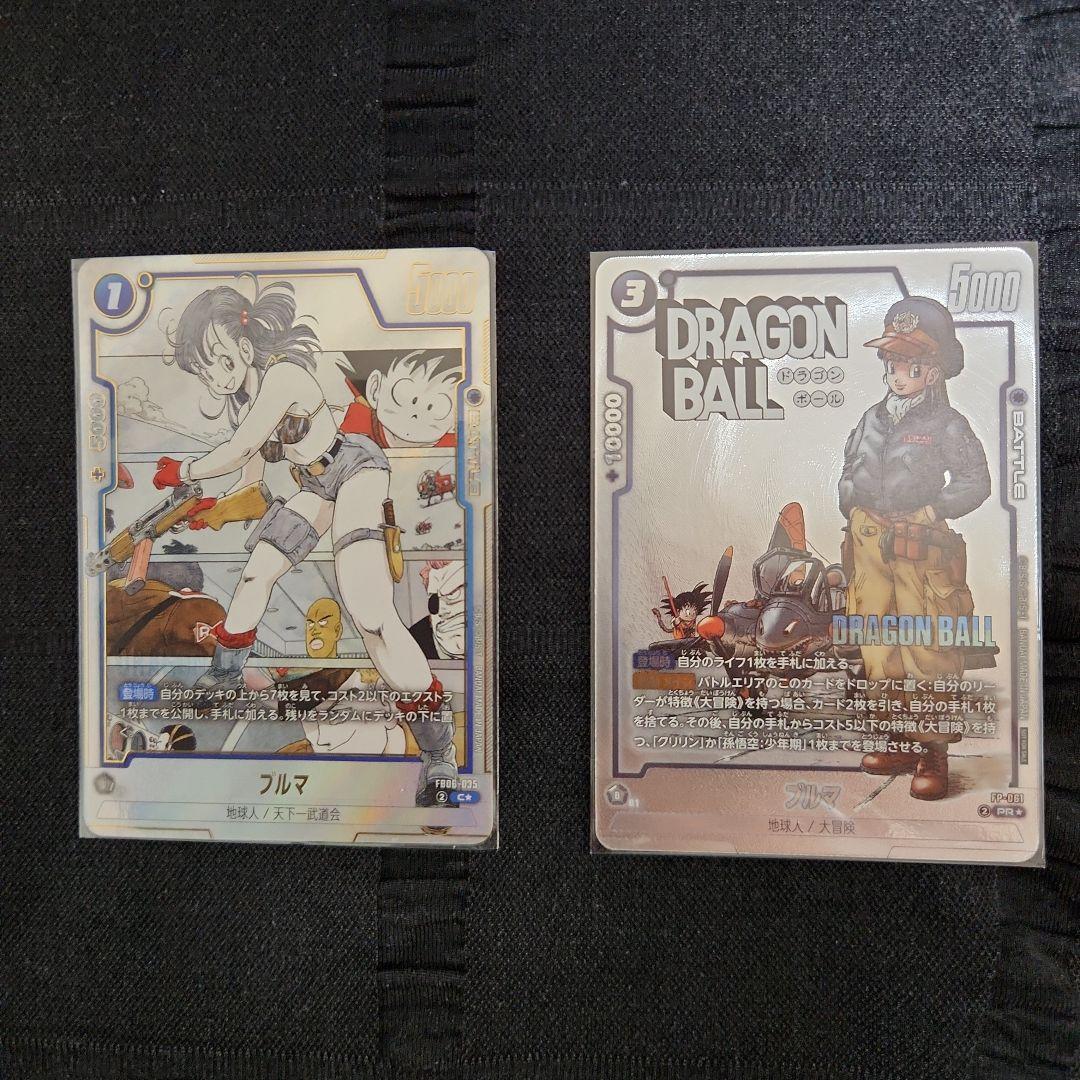 1
5000
5000
BATTLE
登場時 自分のデッキの上から7枚を見て、コスト2以下のエクストラ
1枚までを公開し、手札に加える。残りをランダムにデッキの下に置
く。
ブルマ
FB06-035
地球人 / 天下一武道会
② C★
3
5000
DRAGON
BALL
ドラゴン
ボール
10000
BATTLE
DRAGON BALL
登場時 自分のライフ1枚を手札に加える。
バトルエリアのこのカードをドロップに置く:自分のリー
ダーが特徴《大冒険》を持つ場合、カード2枚を引き、自分の手札1枚
を捨てる。その後、自分の手札からコスト5以下の特徴《大冒険》を持
つ、「クリリン」か「孫悟空:少年期」1枚までを登場させる。
ブルマ
FP-061
地球人 / 大冒険
② PR★